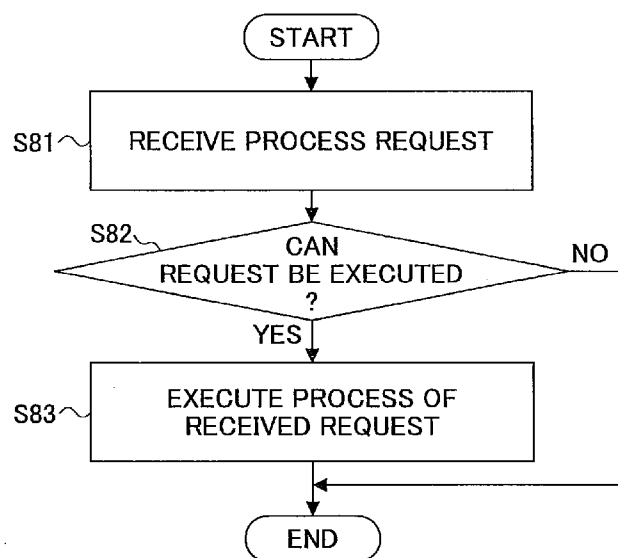 START
S81
RECEIVE PROCESS REQUEST
S82
CAN
REQUEST BE EXECUTED
?
NO
YES
S83
EXECUTE PROCESS OF
RECEIVED REQUEST
END